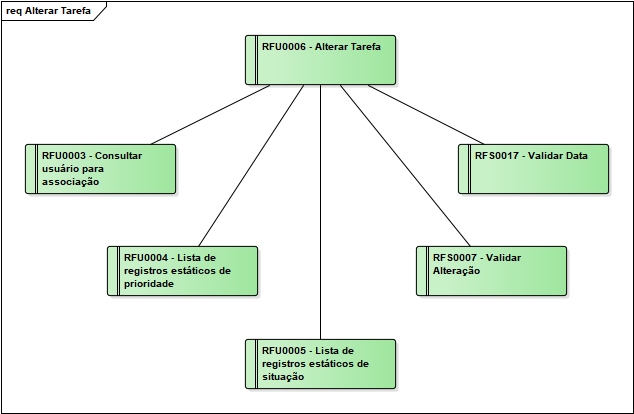 req Alterar Tarefa
RFU0006 - Alterar Tarefa
RFU0003 - Consultar
usuário para
associação
RFS0017 - Validar Data
RFU0004 - Lista de
registros estáticos de
prioridade
RFS0007 - Validar
Alteração
RFU0005 - Lista de
registros estáticos de
situação